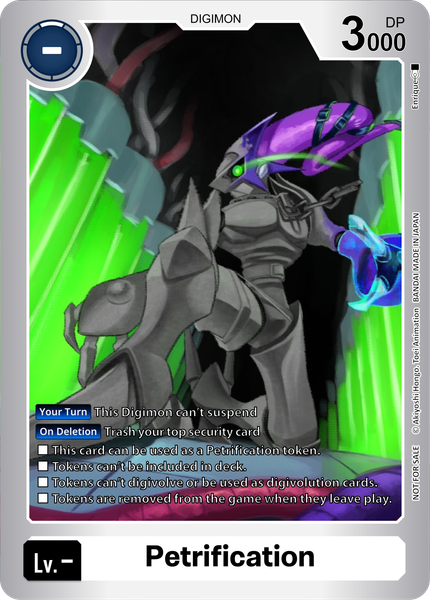 DIGIMON
-
3000
DP
Enrique
Your Turn This Digimon can't suspend
On Deletion Trash your top security card
This card can be used as a Petrification token.
Tokens can't be included in deck.
Tokens can't digivolve or be used as digivolution cards.
Tokens are removed from the game when they leave play.
NOT FOR SALE © Akiyoshi Hongo, Toei Animation BANDAI MADE IN JAPAN
Lv.-
Petrification